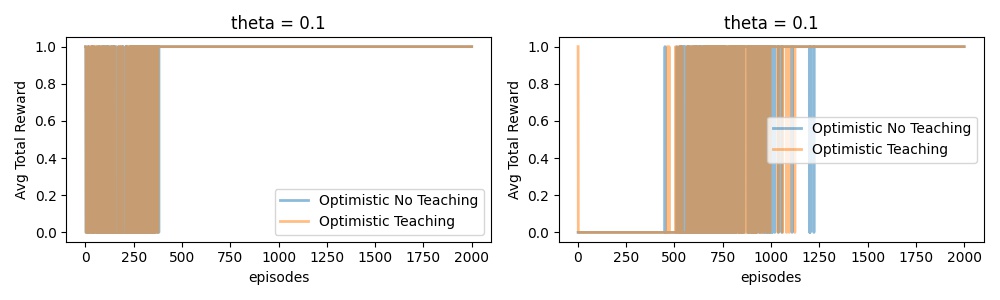 theta = 0.1
Avg Total Reward
1.0
0.8
0.6
0.4
0.2
0.0
Optimistic No Teaching
Optimistic Teaching
0 250 500 750 1000 1250 1500 1750 2000
episodes
theta = 0.1
Avg Total Reward
1.0
0.8
0.6
0.4
0.2
0.0
Optimistic No Teaching
Optimistic Teaching
0 250 500 750 1000 1250 1500 1750 2000
episodes